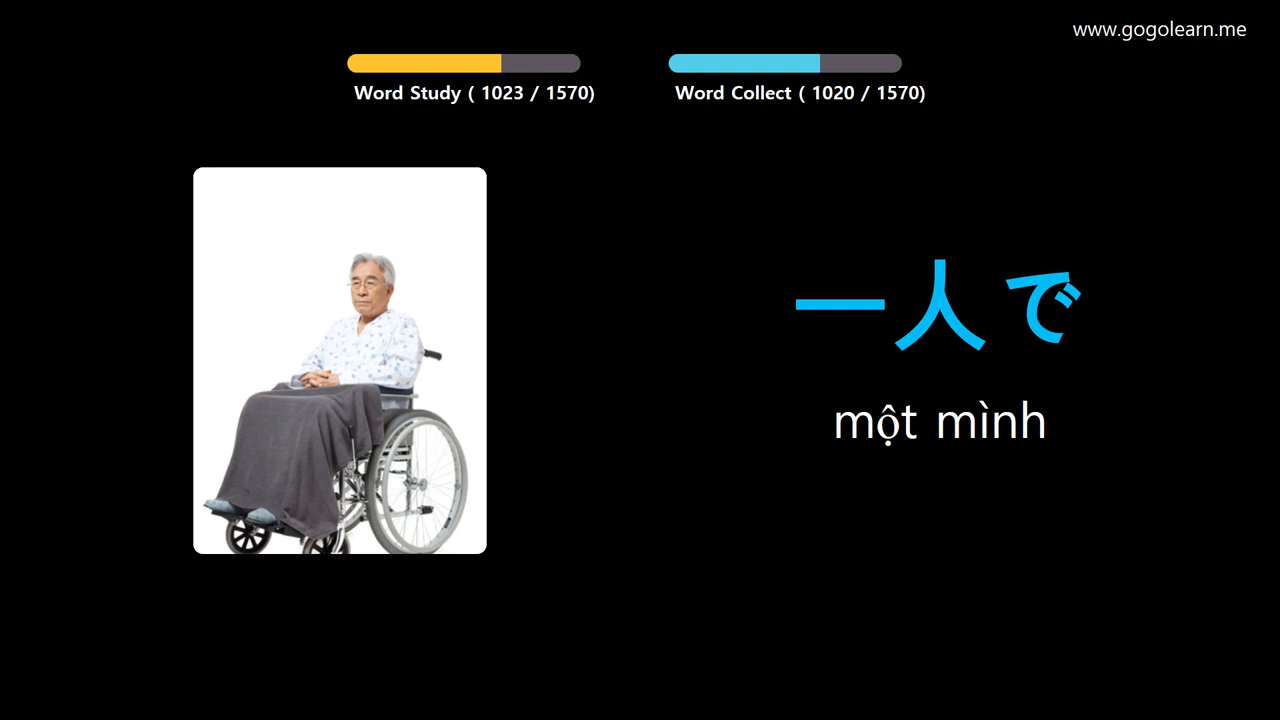 www.gogolearn.me
Word Study ( 1023 / 1570)
Word Collect ( 1020 / 1570)
一人で
một mình